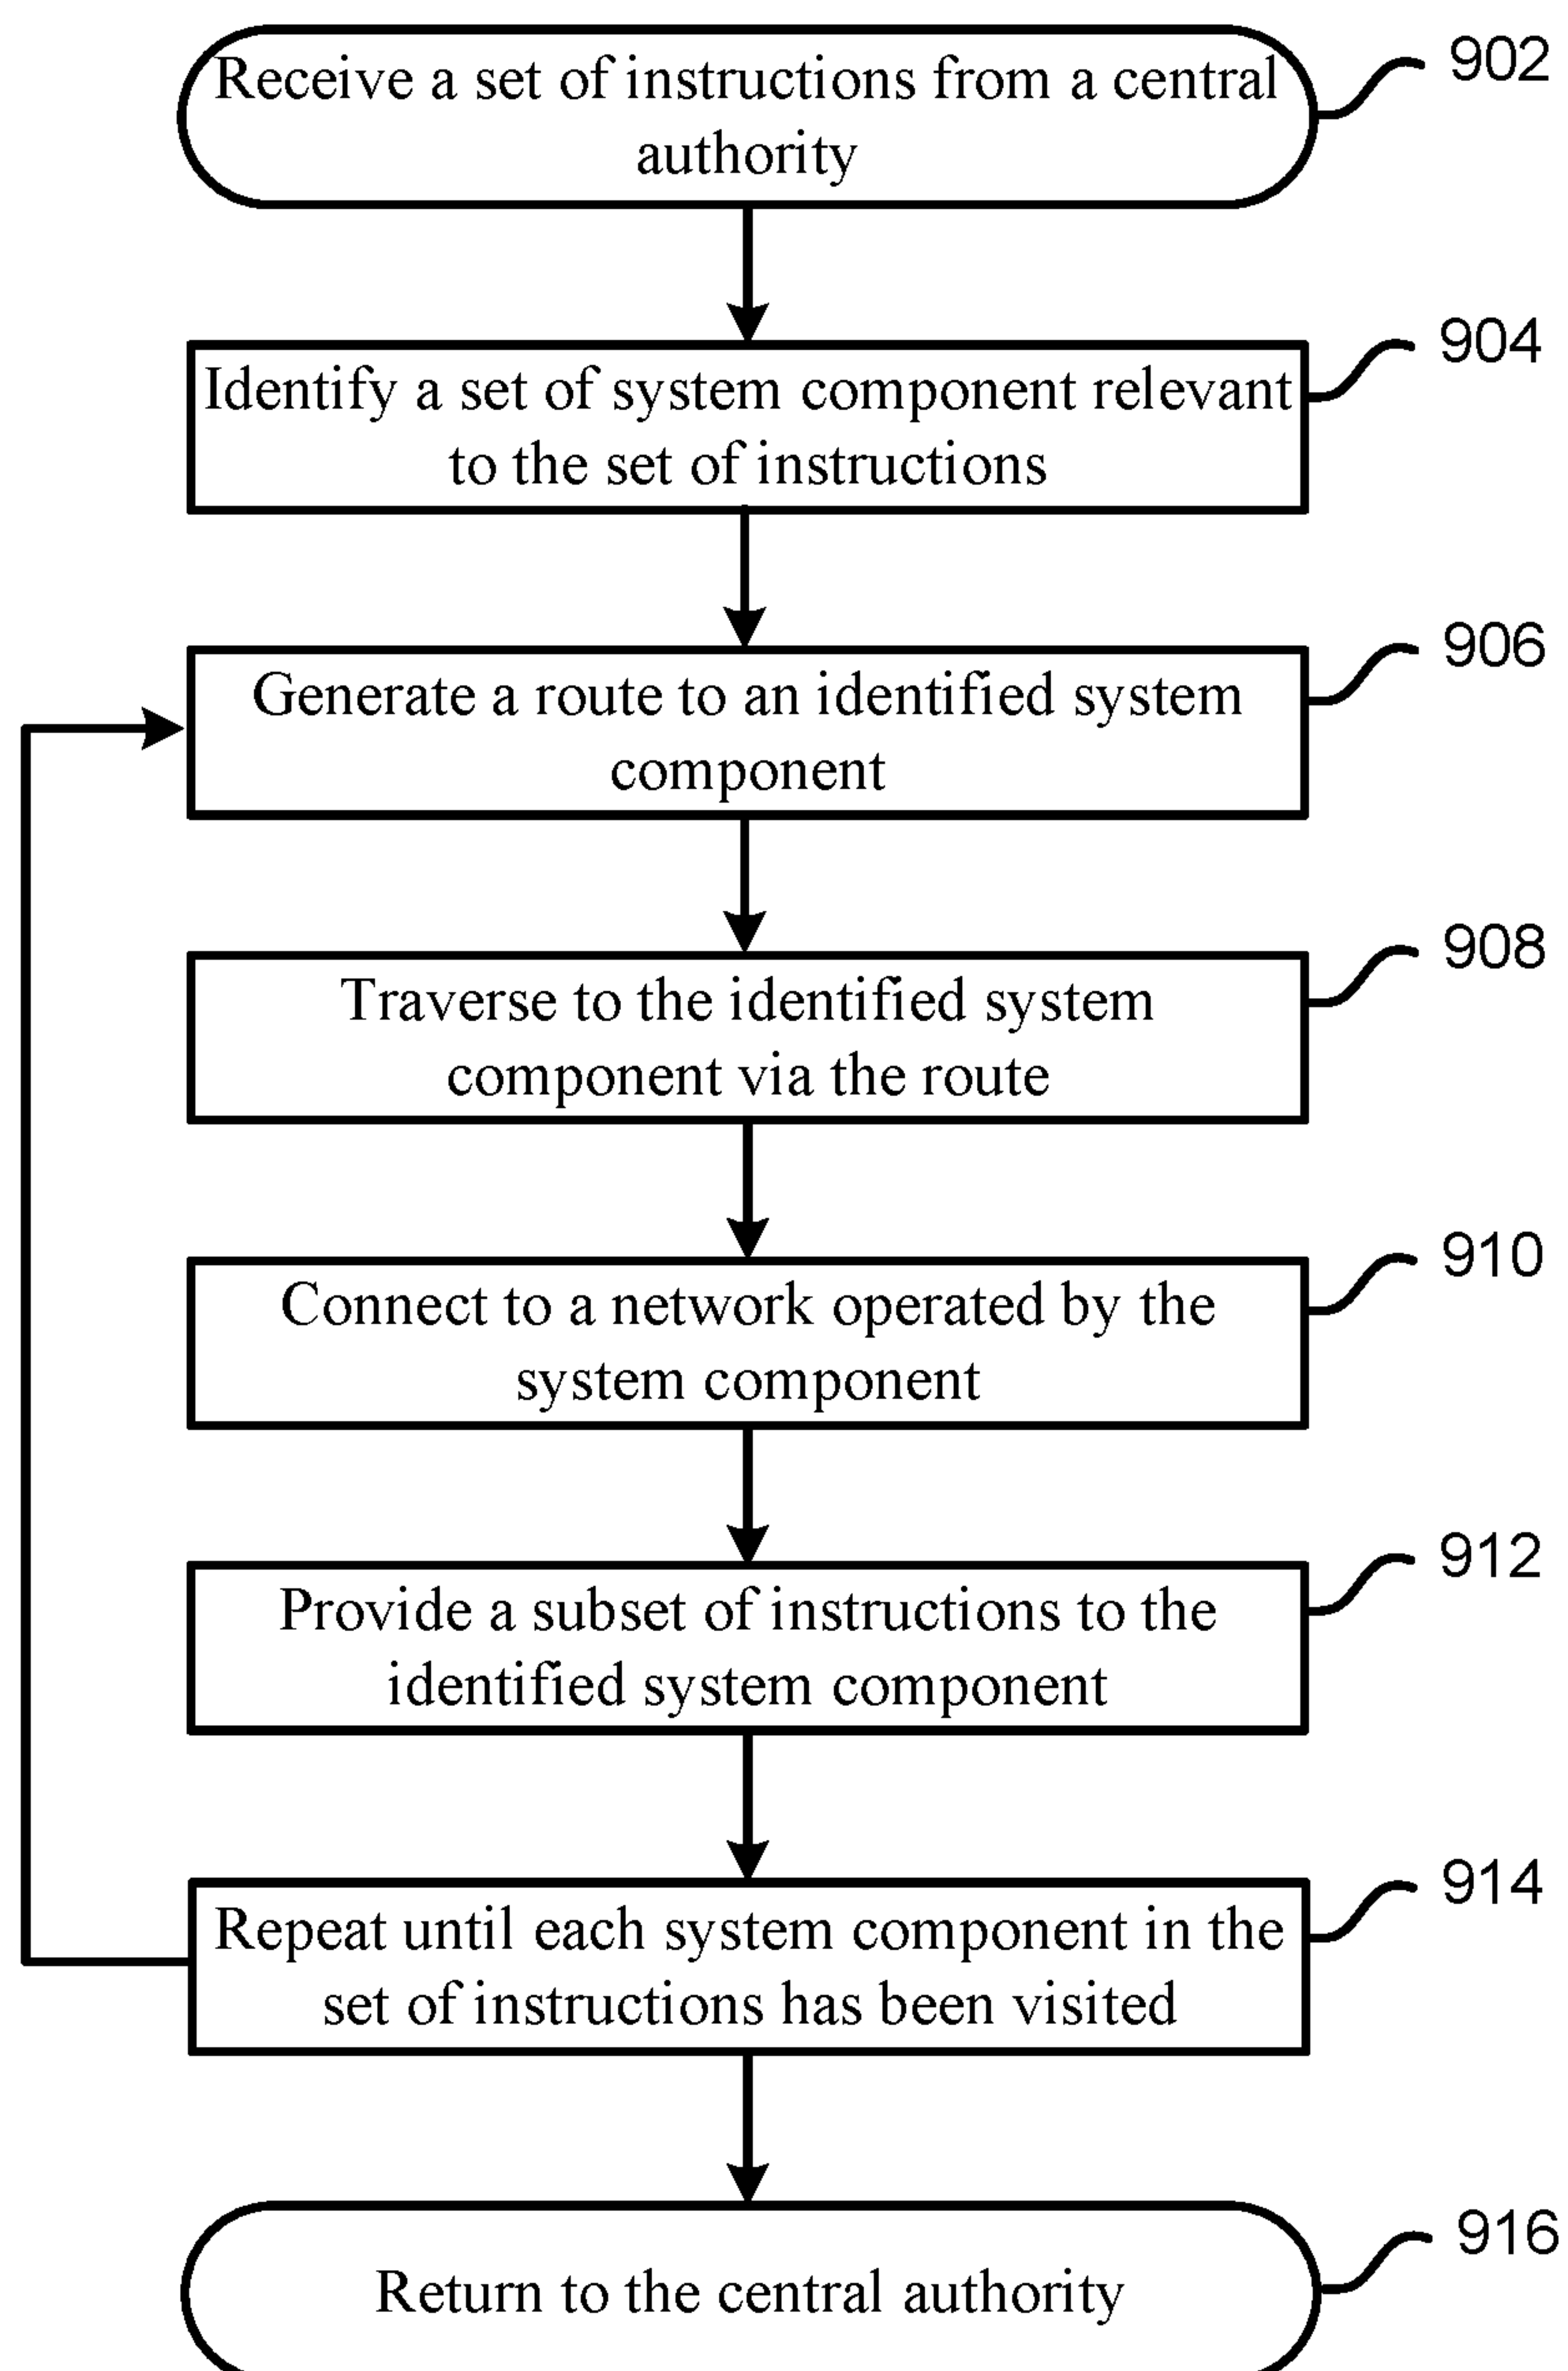 Receive a set of instructions from a central
authority
902
Identify a set of system component relevant
to the set of instructions
904
Generate a route to an identified system
component
906
Traverse to the identified system
component via the route
908
Connect to a network operated by the
system component
910
Provide a subset of instructions to the
identified system component
912
Repeat until each system component in the
set of instructions has been visited
914
Return to the central authority
916